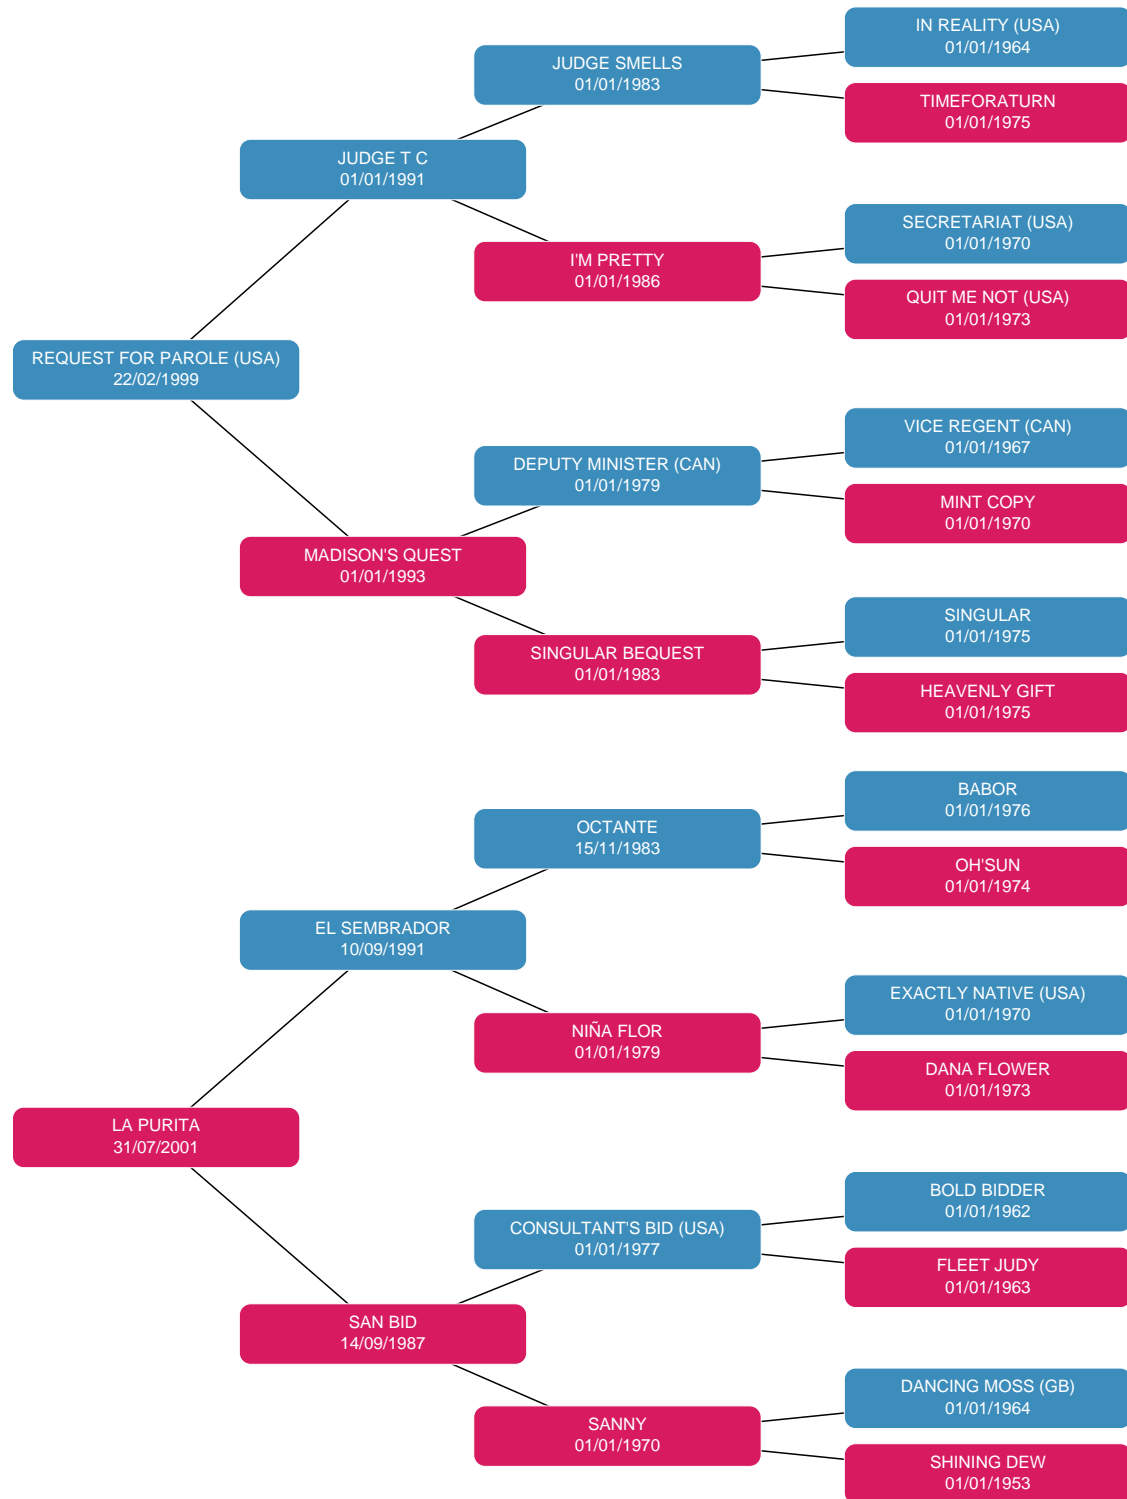 IN REALITY (USA)
01/01/1964
JUDGE SMELLS
01/01/1983
TIMEFORATURN
01/01/1975
JUDGE T C
01/01/1991
SECRETARIAT (USA)
01/01/1970
I'M PRETTY
01/01/1986
QUIT ME NOT (USA)
01/01/1973
REQUEST FOR PAROLE (USA)
22/02/1999
VICE REGENT (CAN)
01/01/1967
DEPUTY MINISTER (CAN)
01/01/1979
MINT COPY
01/01/1970
MADISON'S QUEST
01/01/1993
SINGULAR
01/01/1975
SINGULAR BEQUEST
01/01/1983
HEAVENLY GIFT
01/01/1975
BABOR
01/01/1976
OCTANTE
15/11/1983
OH'SUN
01/01/1974
EL SEMBRADOR
10/09/1991
EXACTLY NATIVE (USA)
01/01/1970
NIÑA FLOR
01/01/1979
DANA FLOWER
01/01/1973
LA PURITA
31/07/2001
BOLD BIDDER
01/01/1962
CONSULTANT'S BID (USA)
01/01/1977
FLEET JUDY
01/01/1963
SAN BID
14/09/1987
DANCING MOSS (GB)
01/01/1964
SANNY
01/01/1970
SHINING DEW
01/01/1953